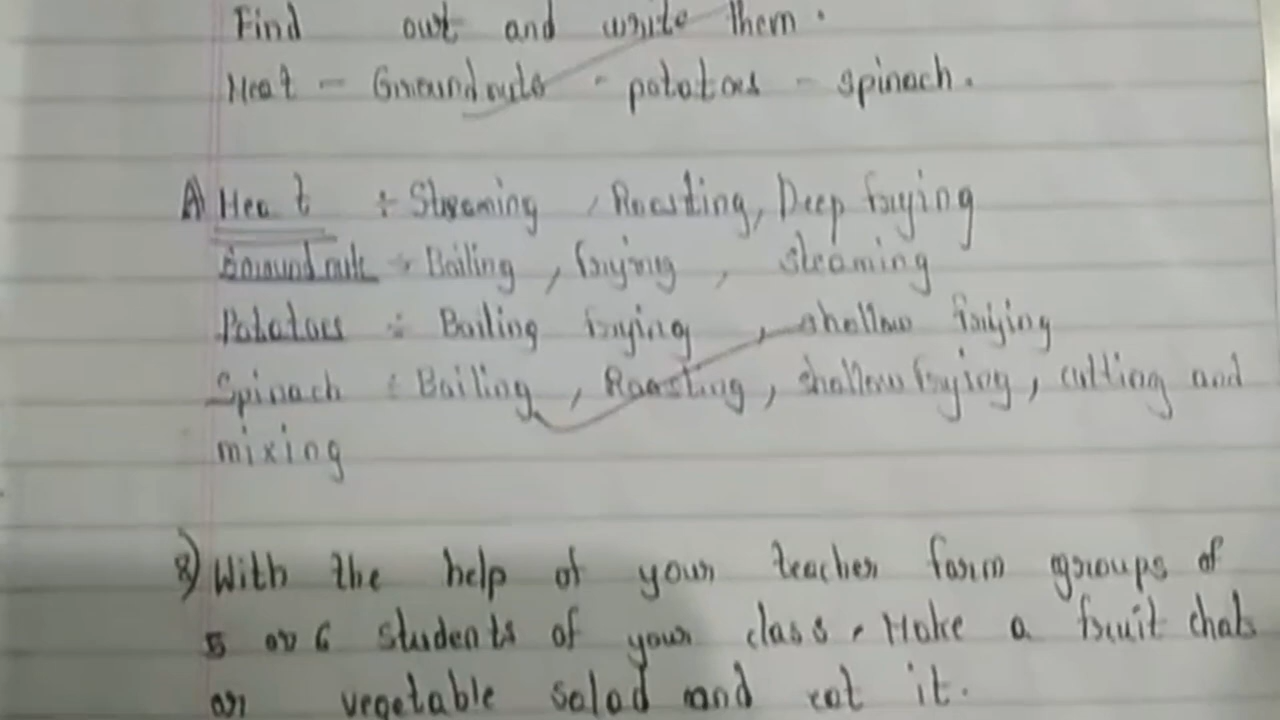 Find out and write them.
Meat - Groundnuts - potatoes - spinach.
A) Meat :- Streaming, Roasting, Deep frying
Groundnuts :- Boiling, frying, steaming
Potatoes :- Boiling frying, shallow frying
Spinach :- Boiling, Roasting, shallow frying, cutting and
mixing
8) With the help of your teacher form groups of
5 or 6 students of your class. Make a fruit chat
or vegetable salad and eat it.